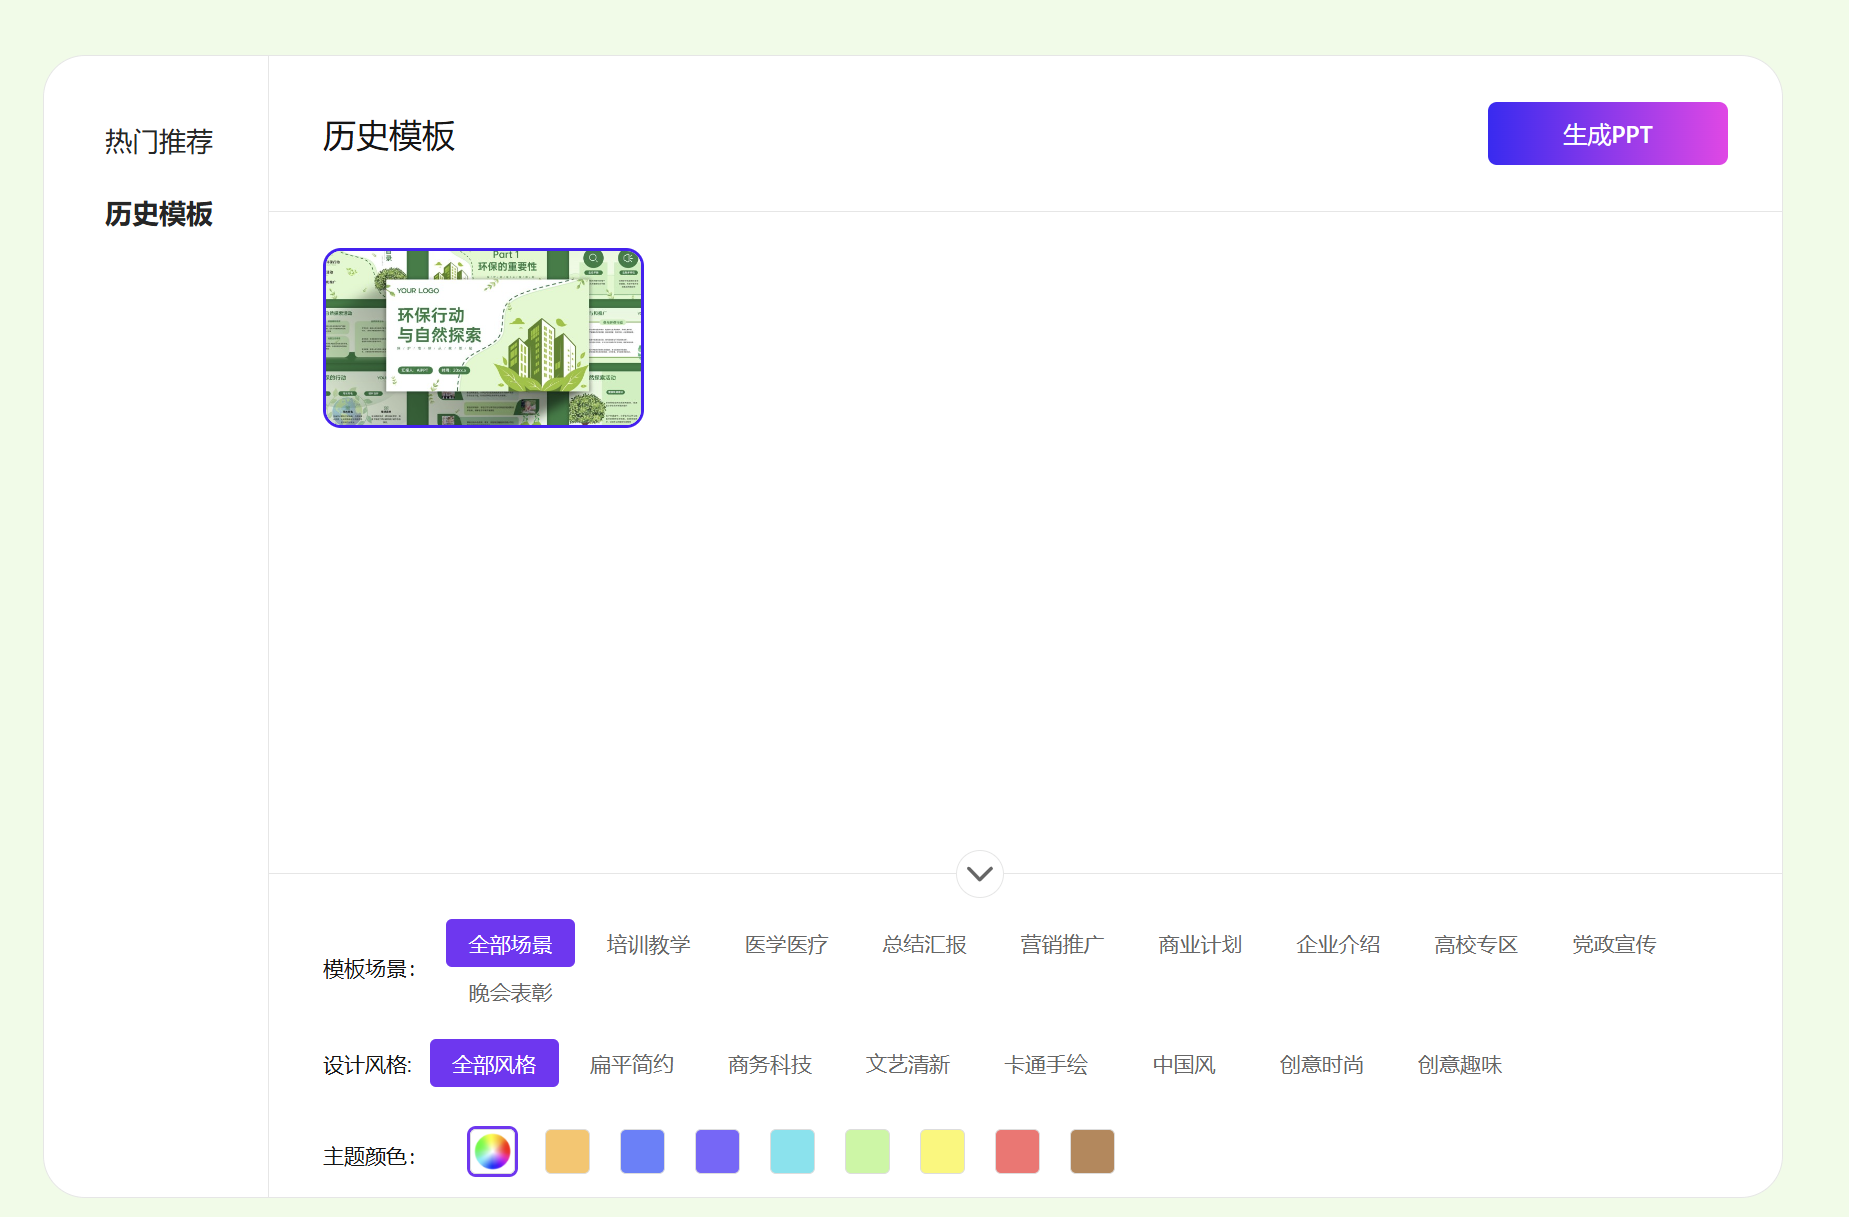 热门推荐
历史模板
历史模板
生成PPT
Part 1
环保的重要性
YOUR LOGO
环保行动
与自然探索
模板场景：
全部场景
培训教学
医学医疗
总结汇报
营销推广
商业计划
企业介绍
高校专区
党政宣传
晚会表彰
设计风格:
全部风格
扁平简约
商务科技
文艺清新
卡通手绘
中国风
创意时尚
创意趣味
主题颜色：